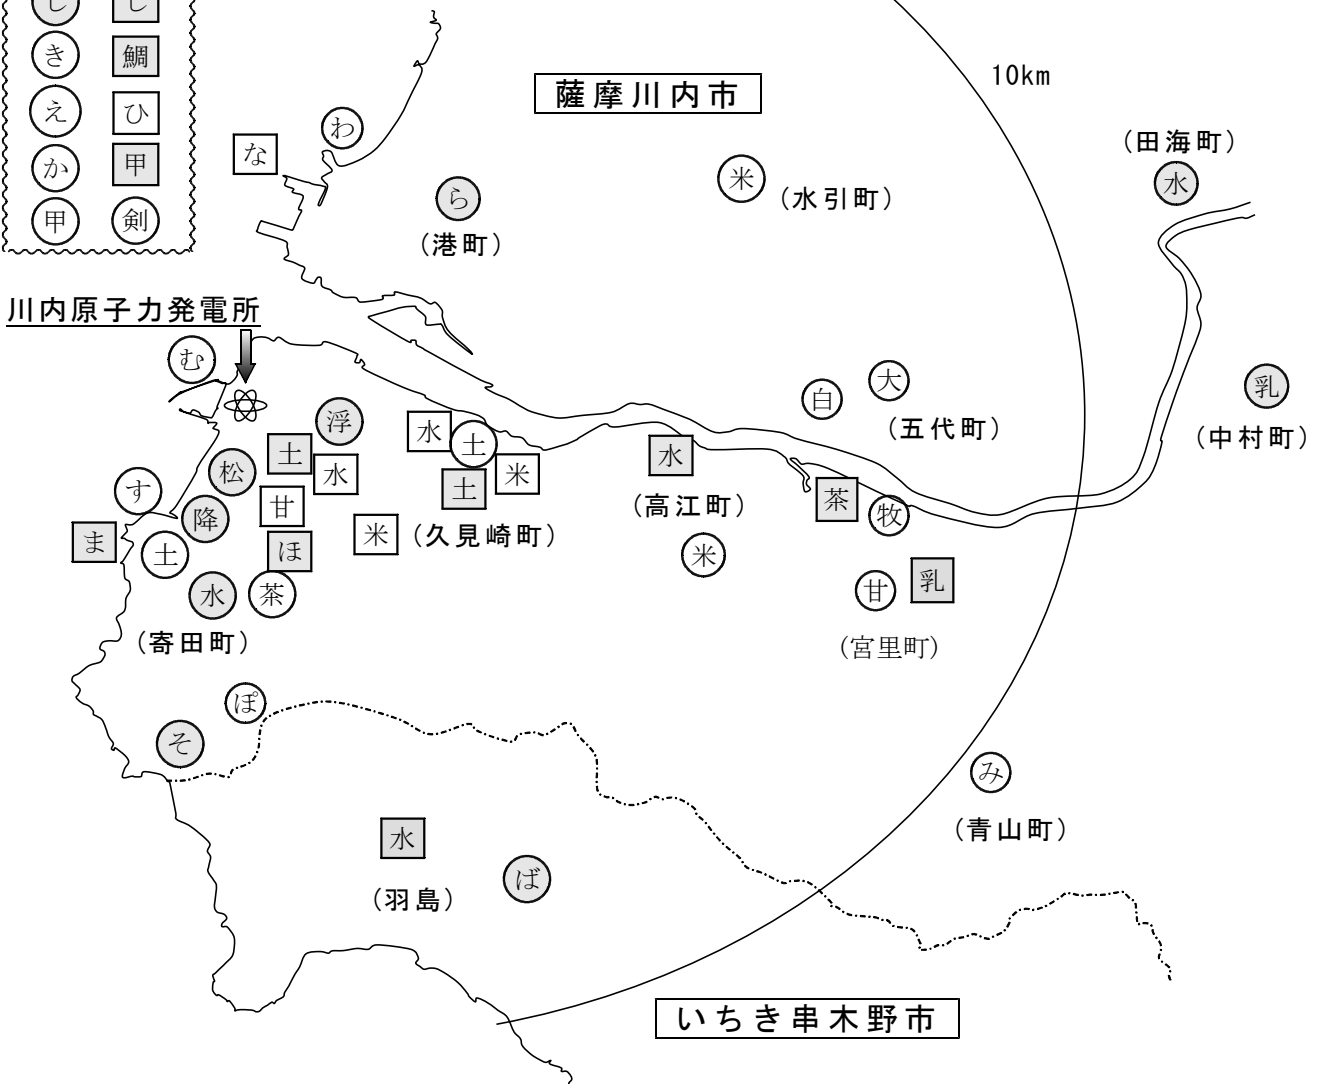 し し
き 鯛
え ひ
か 甲
甲 剣
薩摩川内市
10km
(田海町)
水
わ
な
米
(水引町)
ら
(港町)
川内原子力発電所
む
白
大
(五代町)
乳
(中村町)
浮
土
水
水
土
土
米
水
(高江町)
茶
牧
松
す
降
甘
ま
土
ほ
米
(久見崎町)
米
水
茶
甘
乳
(寄田町)
(宮里町)
ぽ
そ
み
(青山町)
水
(羽島)
ば
いちき串木野市